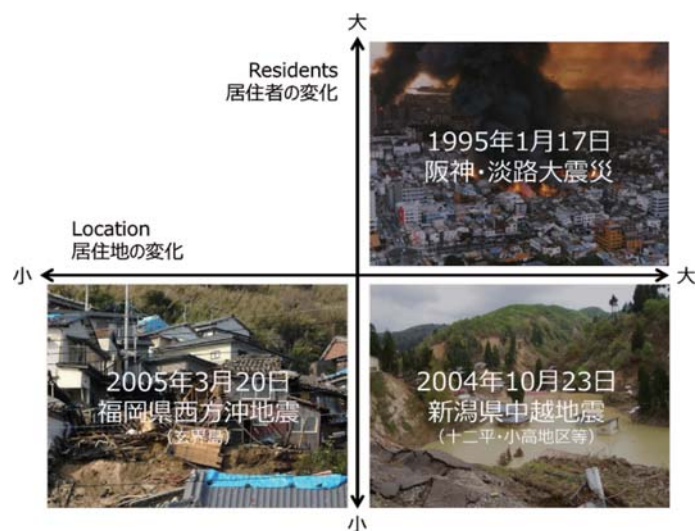 大
Residents
居住者の変化
1995年1月17日
阪神・淡路大震災
Location
居住地の変化
小
大
2005年3月20日
福岡県西方沖地震
(玄界島)
2004年10月23日
新潟県中越地震
(十二平・小高地区等)
小